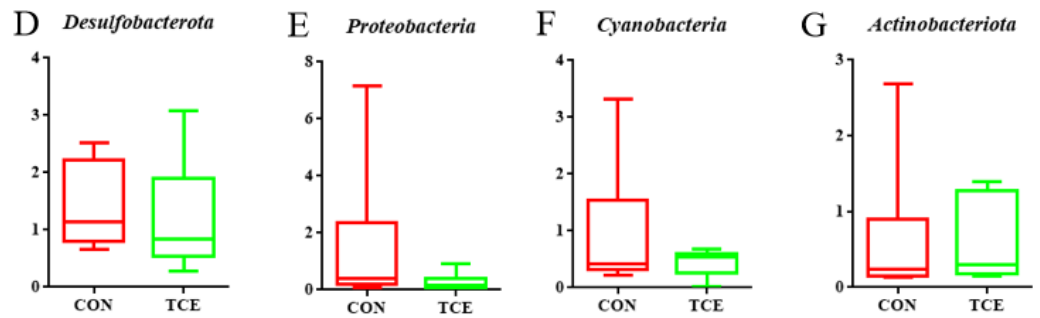 D Desulfobacterota
4
3
2
1
0
CON TCE
E Proteobacteria
8
6
4
2
0
CON TCE
F Cyanobacteria
4
3
2
1
0
CON TCE
G Actinobacteriota
3
2
1
0
CON TCE